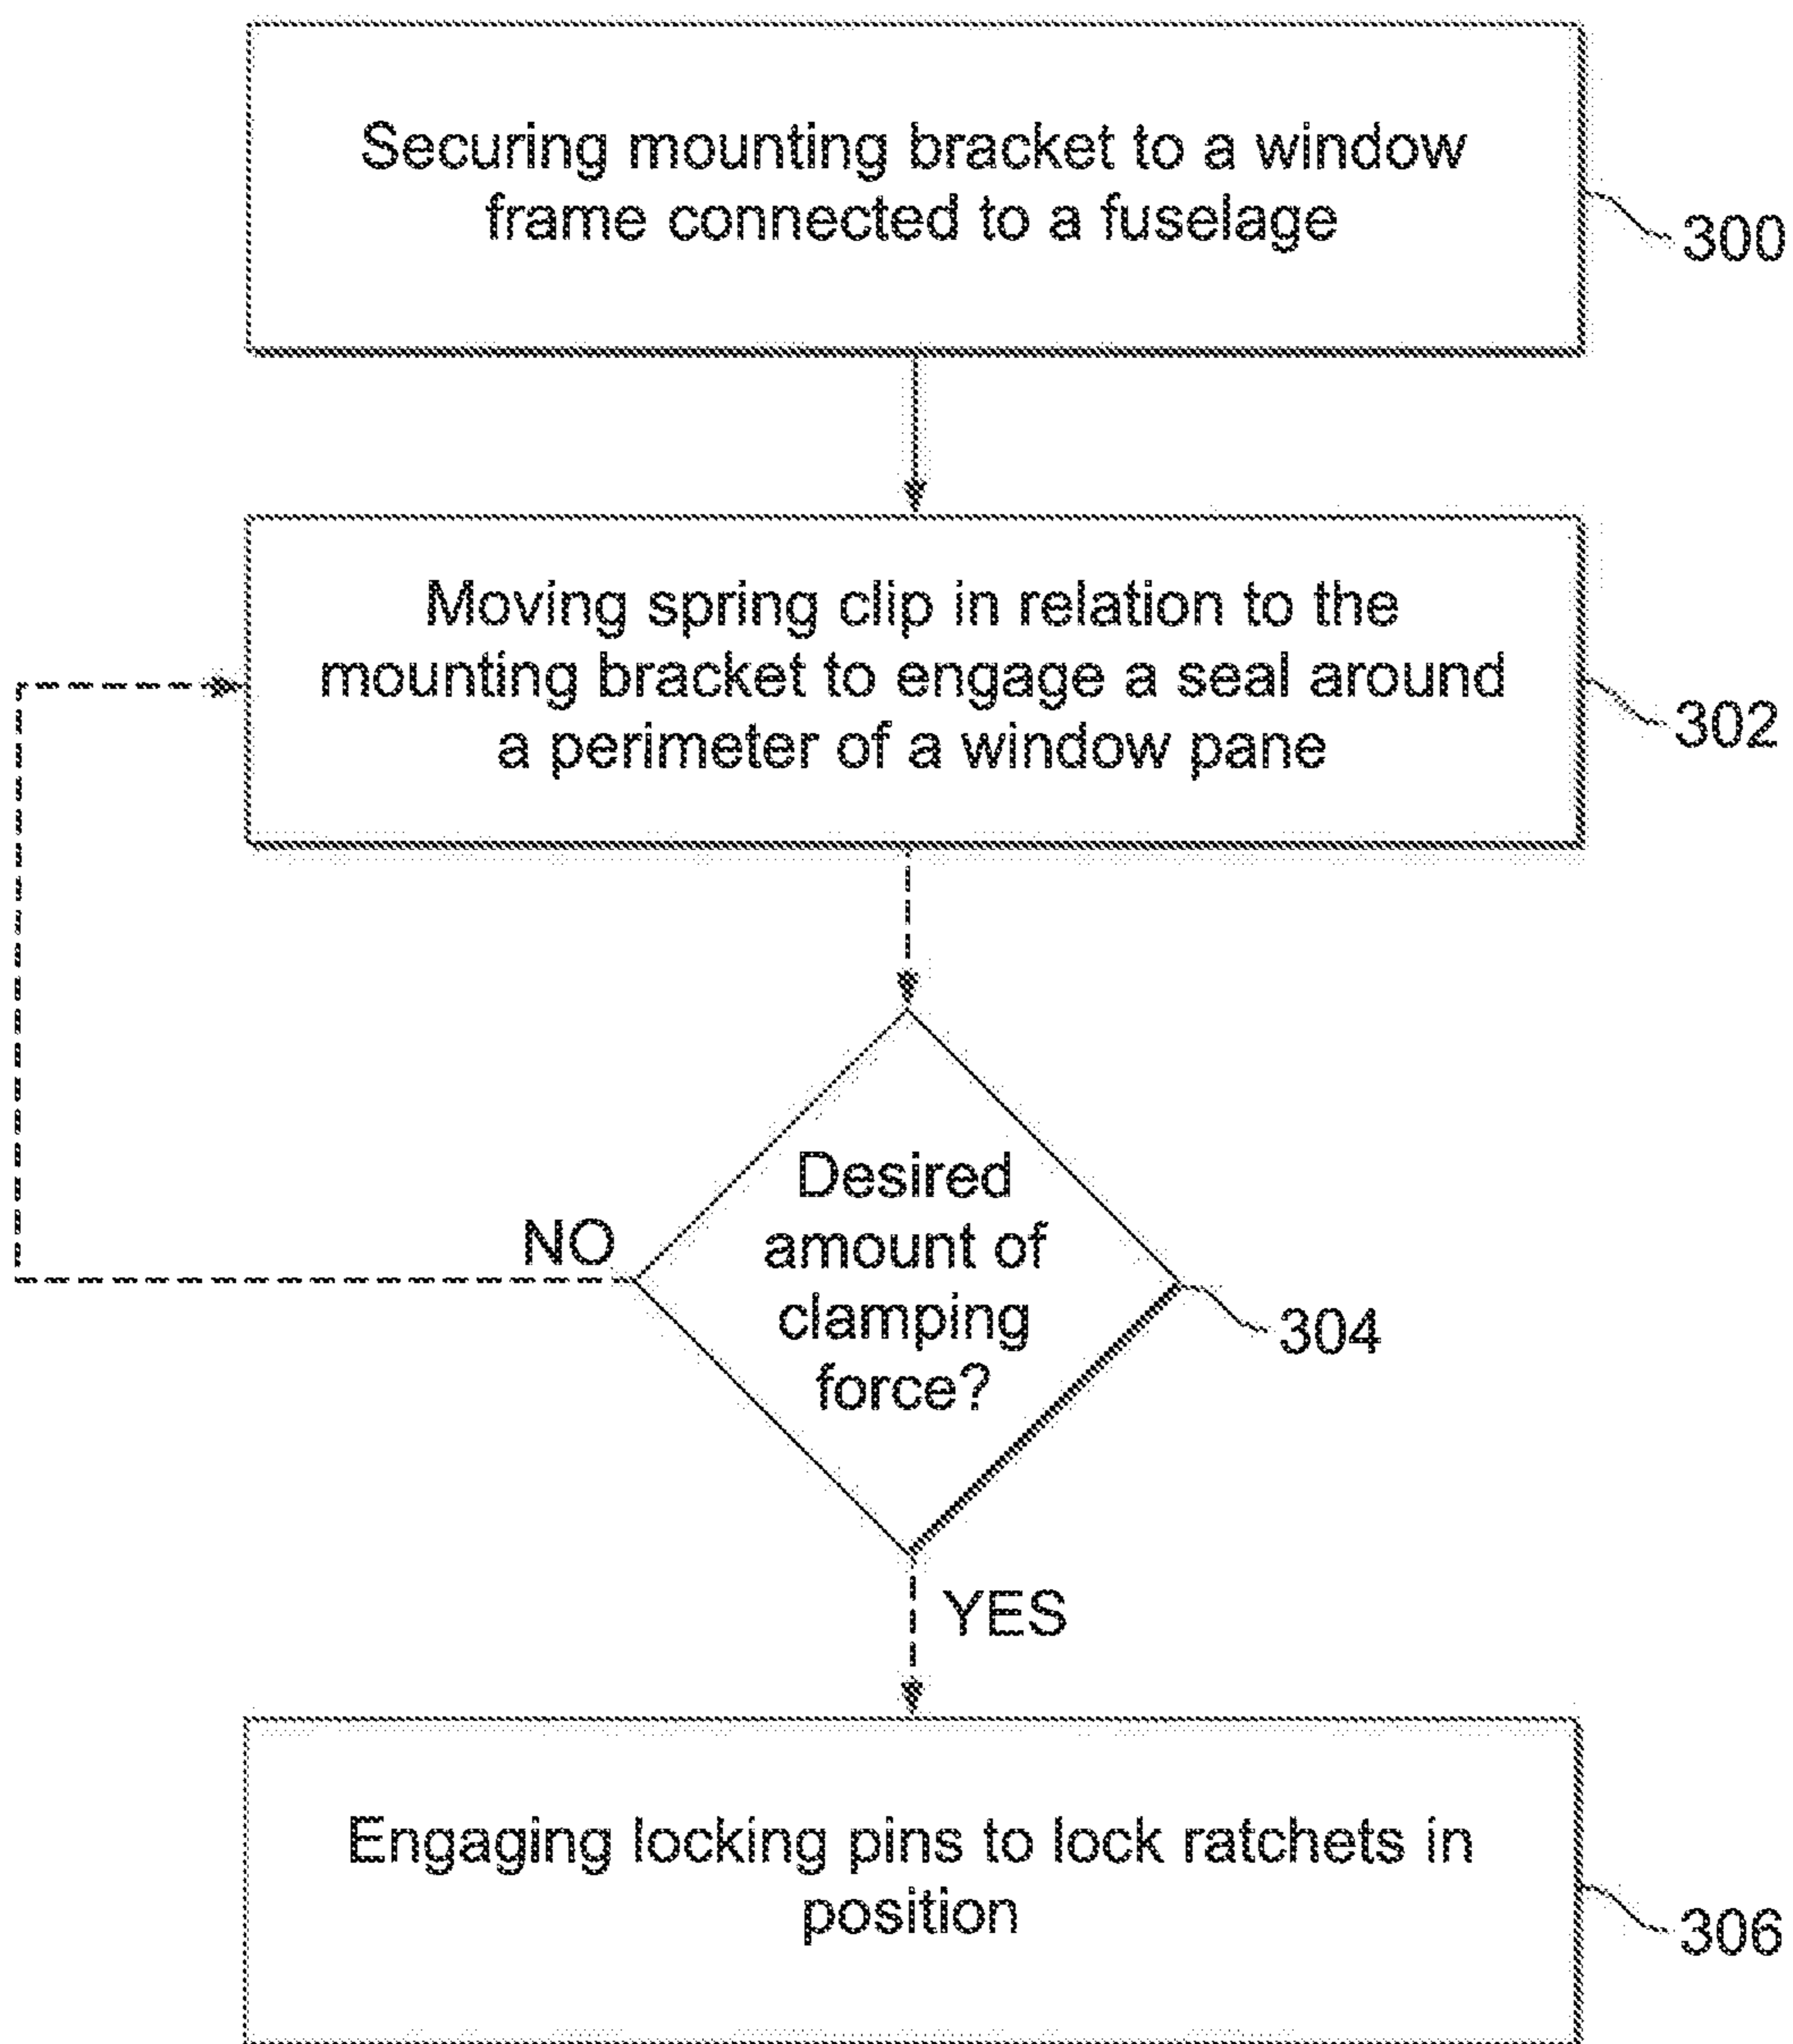 Securing mounting bracket to a window
frame connected to a fuselage
300
Moving spring clip in relation to the
mounting bracket to engage a seal around
a perimeter of a window pane
302
Desired
amount of
clamping
force?
NO
304
YES
Engaging locking pins to lock ratchets in
position
306